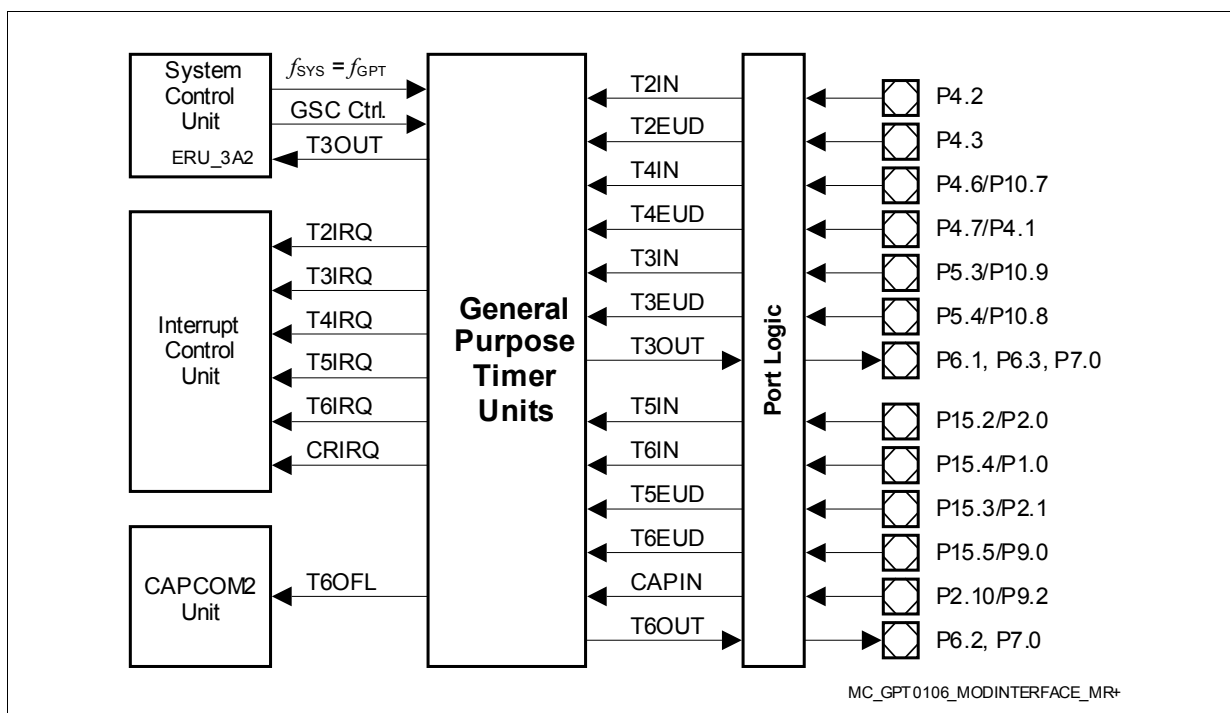 System
Control
Unit
ERU_3A2
fSYS = fGPT
GSC Ctrl.
T3OUT
Interrupt
Control
Unit
T2IRQ
T3IRQ
T4IRQ
T5IRQ
T6IRQ
CRIRQ
CAPCOM2
Unit
T6OFL
General
Purpose
Timer
Units
T2IN
T2EUD
T4IN
T4EUD
T3IN
T3EUD
T3OUT
T5IN
T6IN
T5EUD
T6EUD
CAPIN
T6OUT
Port Logic
P4.2
P4.3
P4.6/P10.7
P4.7/P4.1
P5.3/P10.9
P5.4/P10.8
P6.1, P6.3, P7.0
P15.2/P2.0
P15.4/P1.0
P15.3/P2.1
P15.5/P9.0
P2.10/P9.2
P6.2, P7.0
MC_GPT0106_MODINTERFACE_MR+